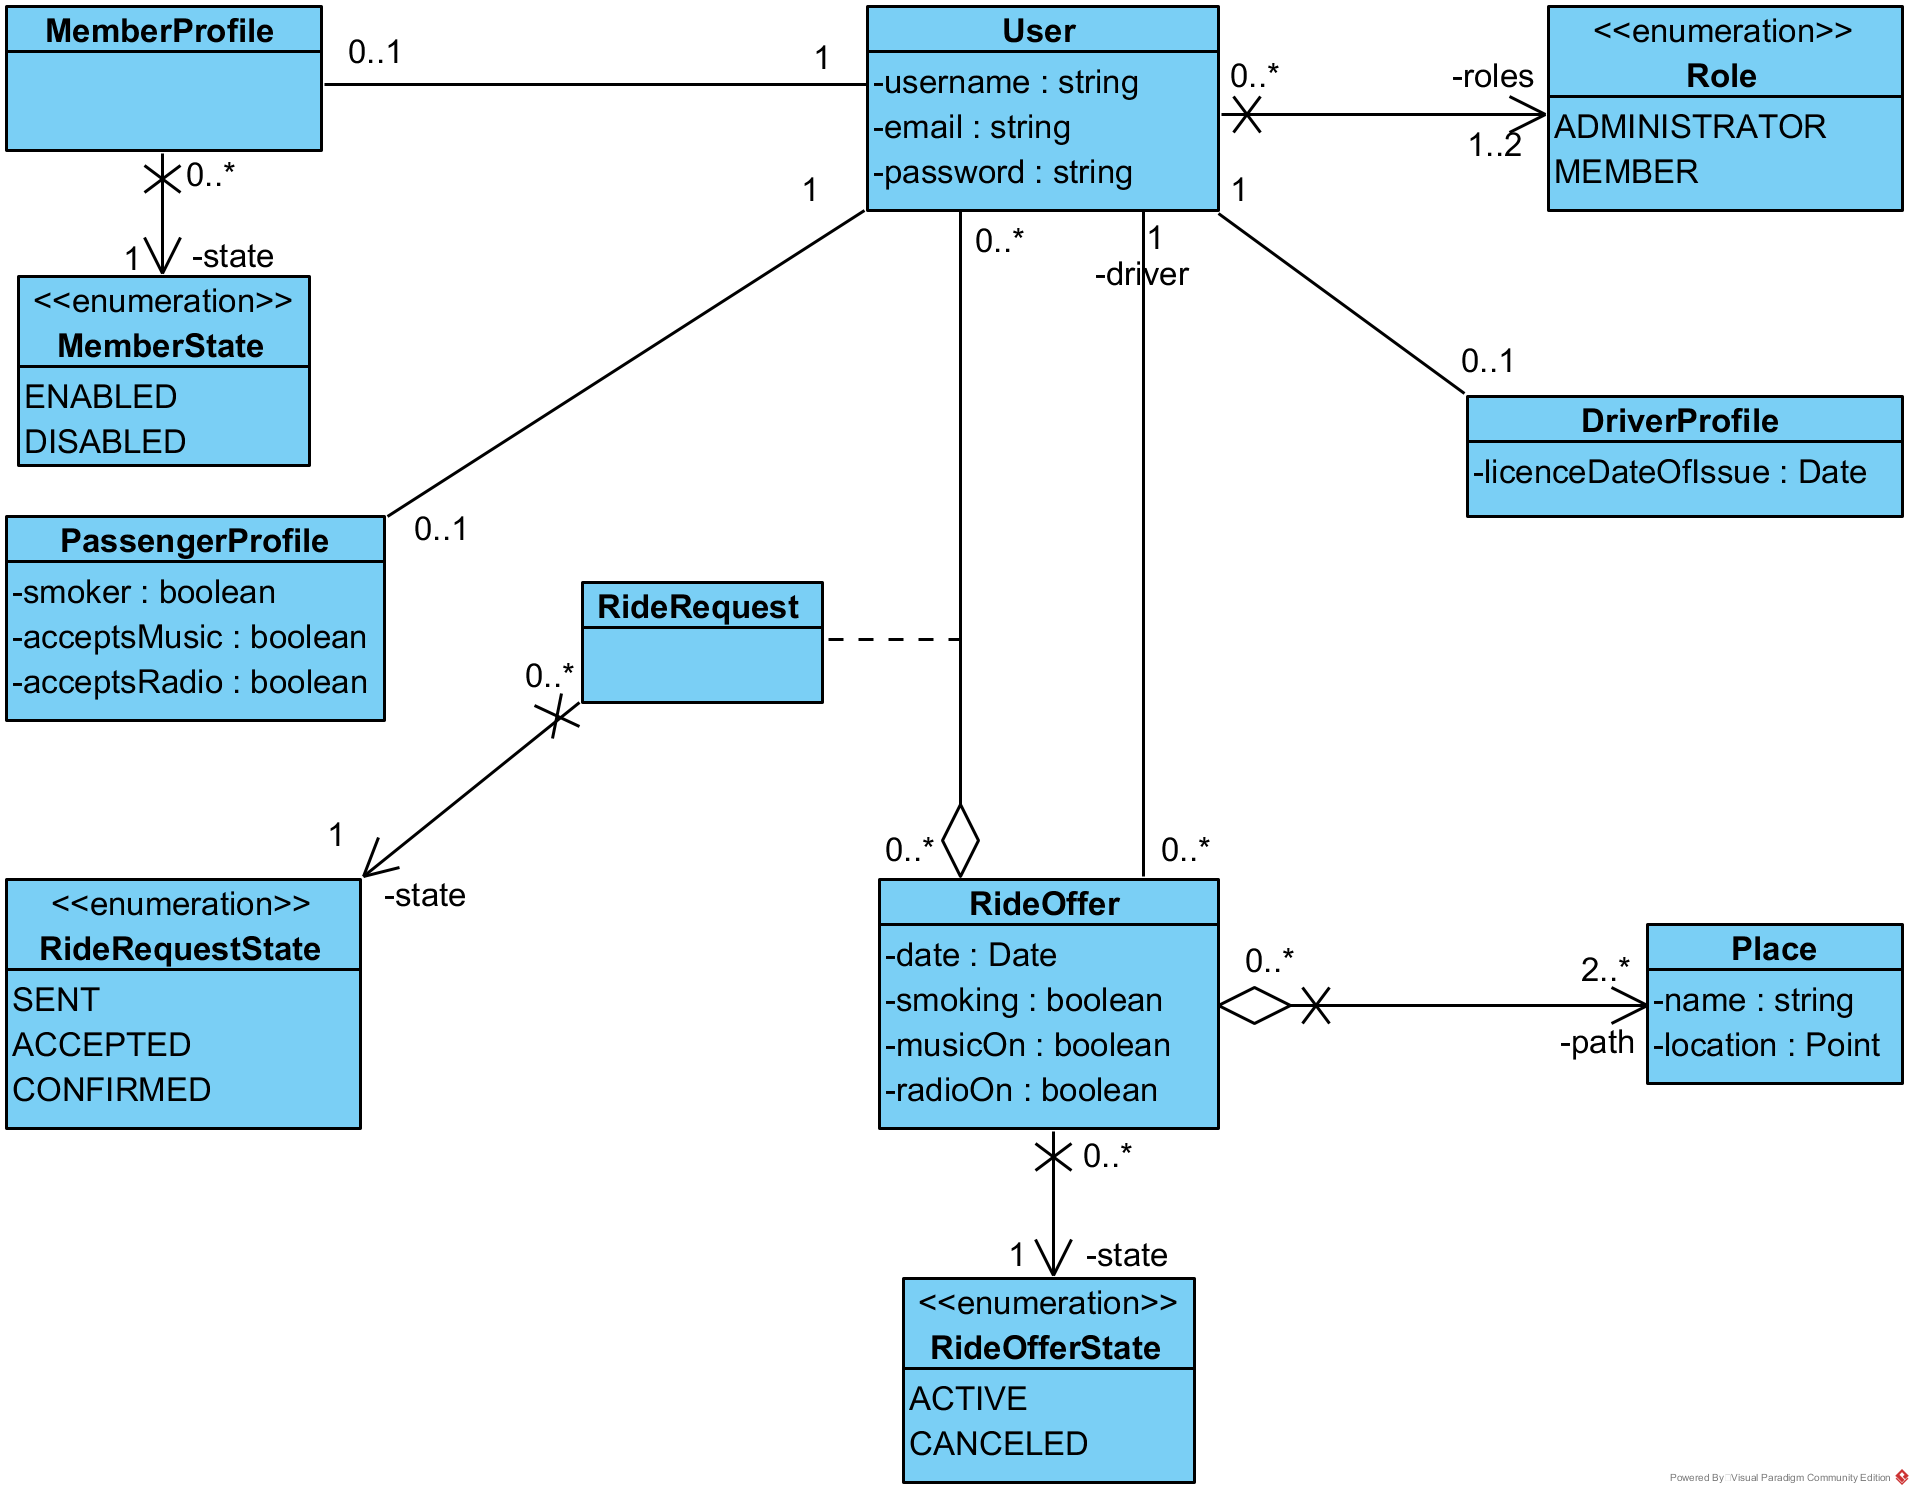 MemberProfile
0..1
1
User
-username : string
-email : string
-password : string
0..*
-roles
1..2
<<enumeration>>
Role
ADMINISTRATOR
MEMBER
0..*
1
-state
<<enumeration>>
MemberState
ENABLED
DISABLED
1
0..*
1
-driver
1
0..1
DriverProfile
-licenceDateOfIssue : Date
0..1
PassengerProfile
-smoker : boolean
-acceptsMusic : boolean
-acceptsRadio : boolean
RideRequest
0..*
1
-state
<<enumeration>>
RideRequestState
SENT
ACCEPTED
CONFIRMED
0..*
0..*
RideOffer
-date : Date
-smoking : boolean
-musicOn : boolean
-radioOn : boolean
0..*
2..*
-path
Place
-name : string
-location : Point
0..*
1
-state
<<enumeration>>
RideOfferState
ACTIVE
CANCELED
Powered By Visual Paradigm Community Edition